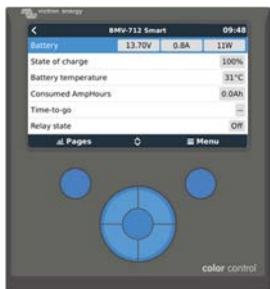 victron energy
BMV-712 Smart 09:48
Battery 13.70V 0.8A 11W
State of charge 100%
Battery temperature 31°C
Consumed AmpHours 0.0Ah
Time-to-go --
Relay state Off
Pages Menu
color control